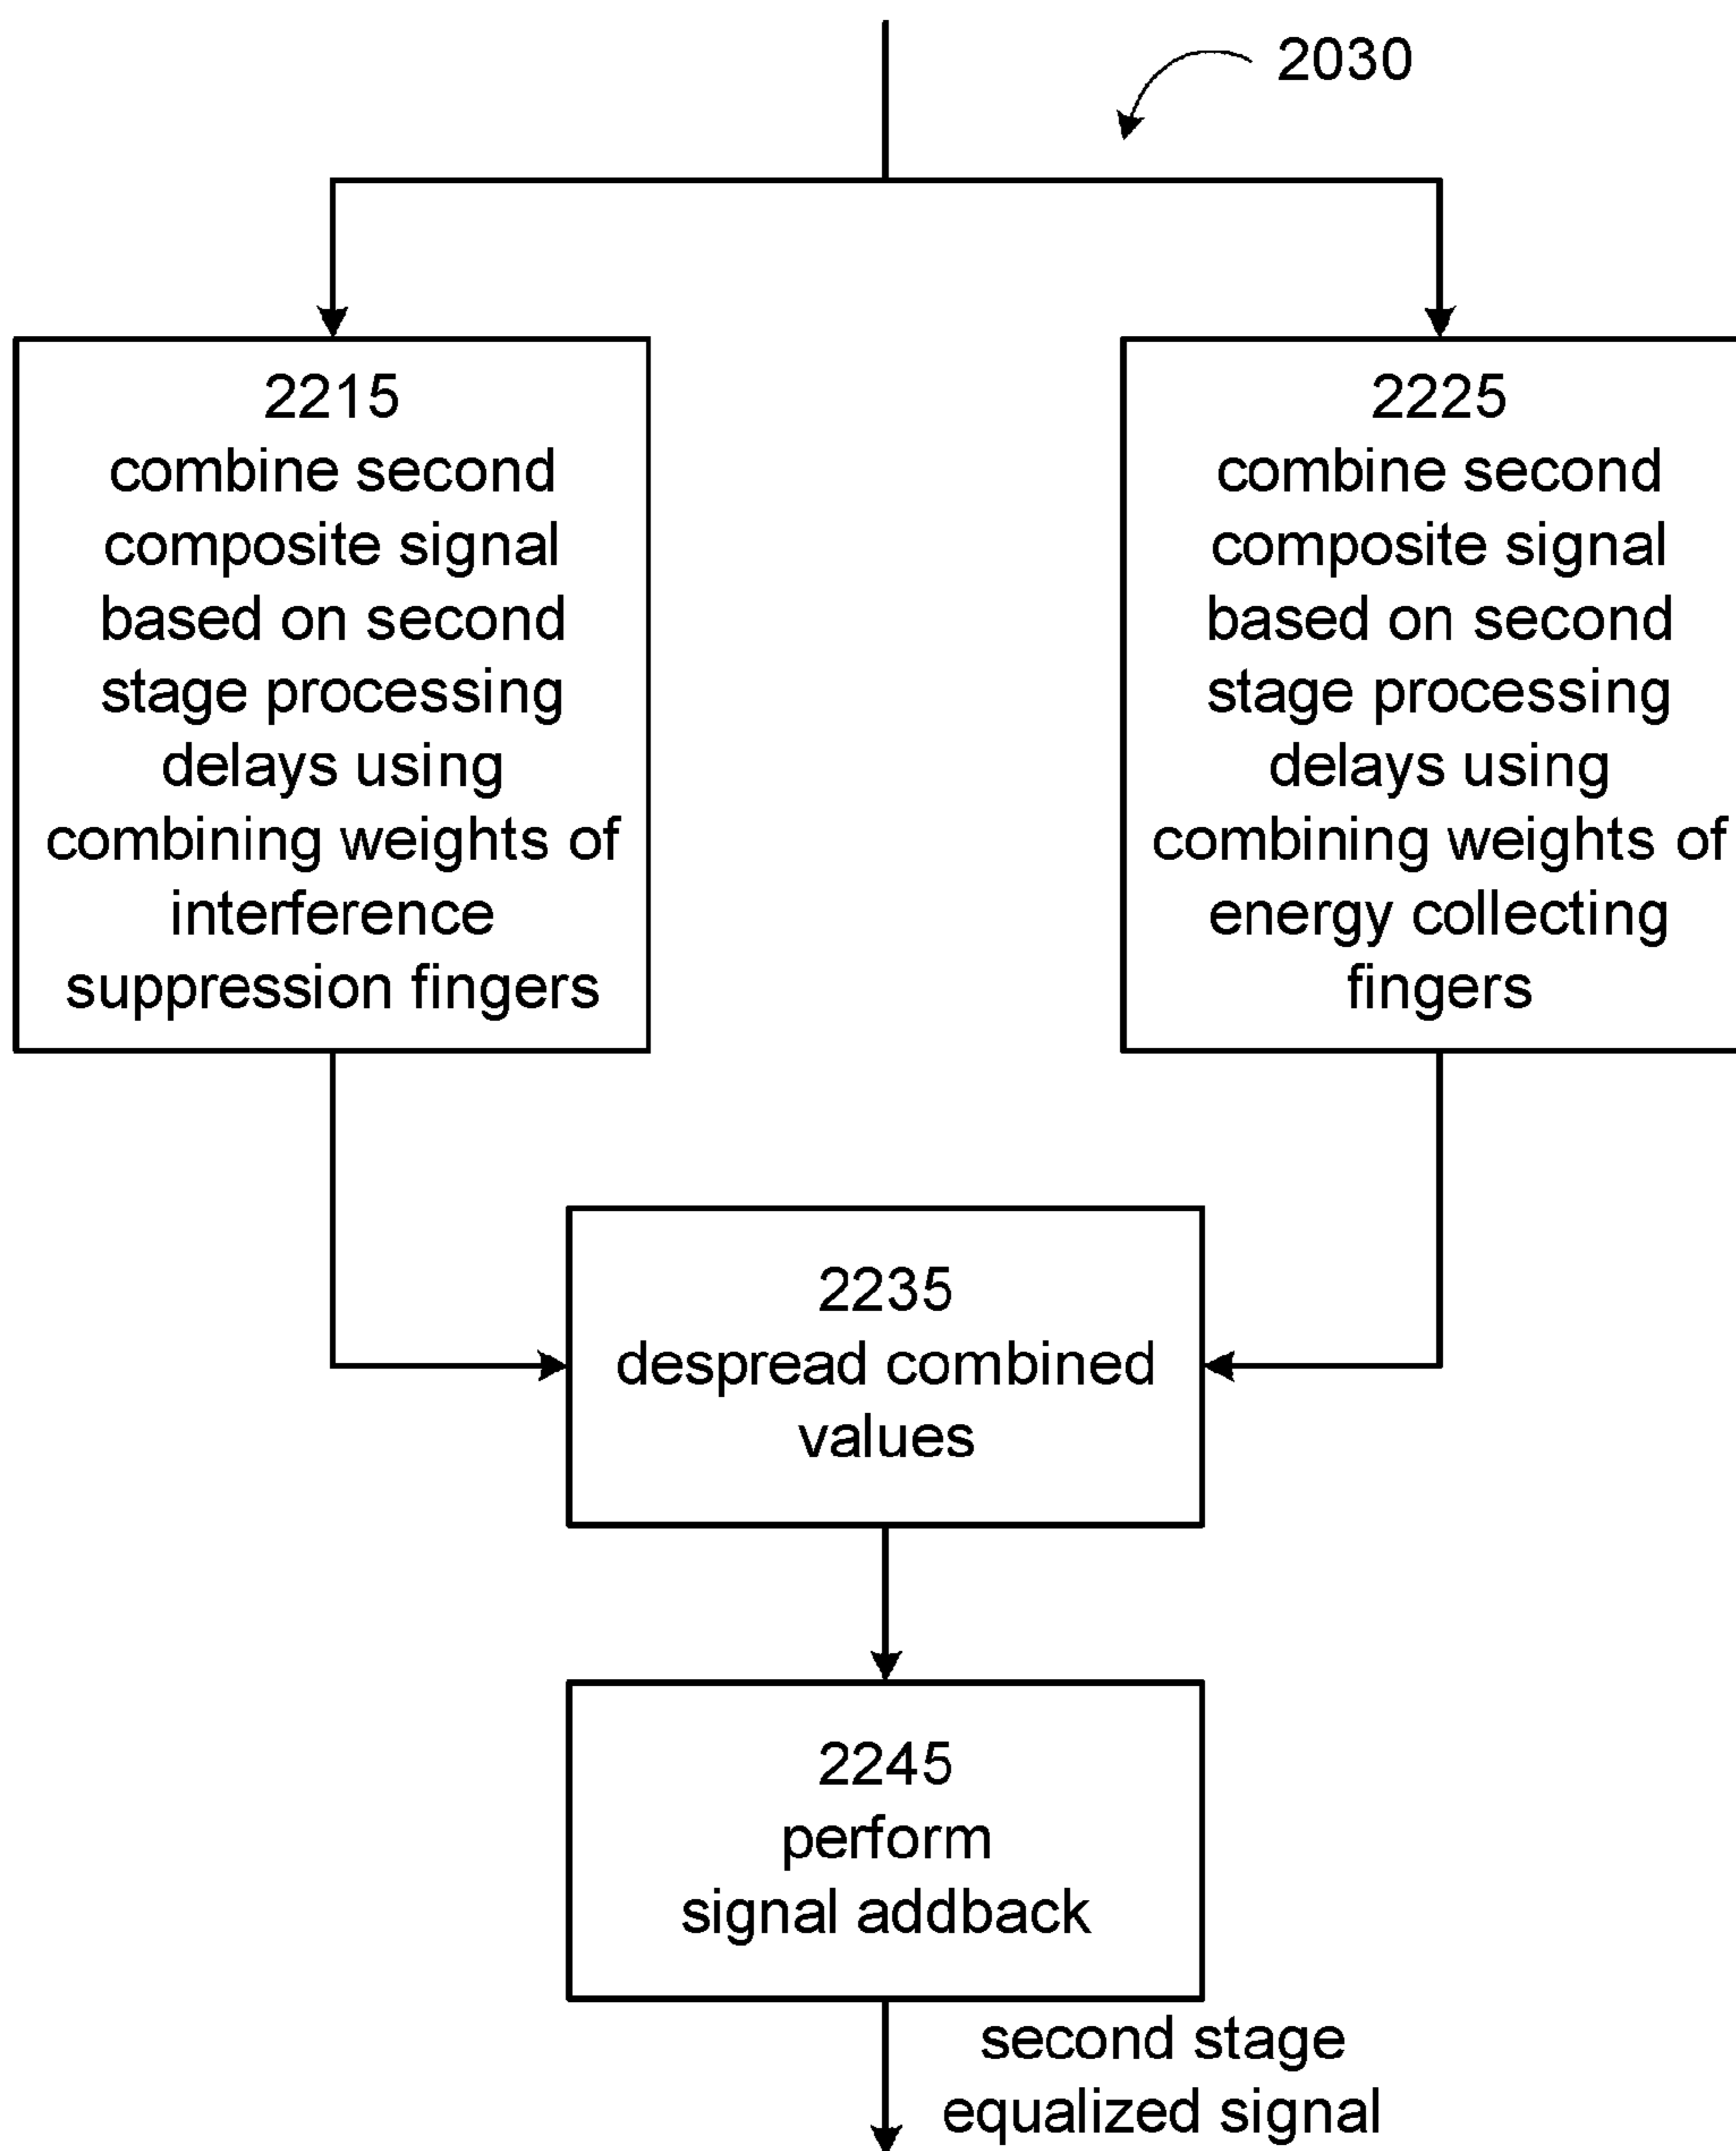 2030
2215
combine second
composite signal
based on second
stage processing
delays using
combining weights of
interference
suppression fingers
2225
combine second
composite signal
based on second
stage processing
delays using
combining weights of
energy collecting
fingers
2235
despread combined
values
2245
perform
signal addback
second stage
equalized signal